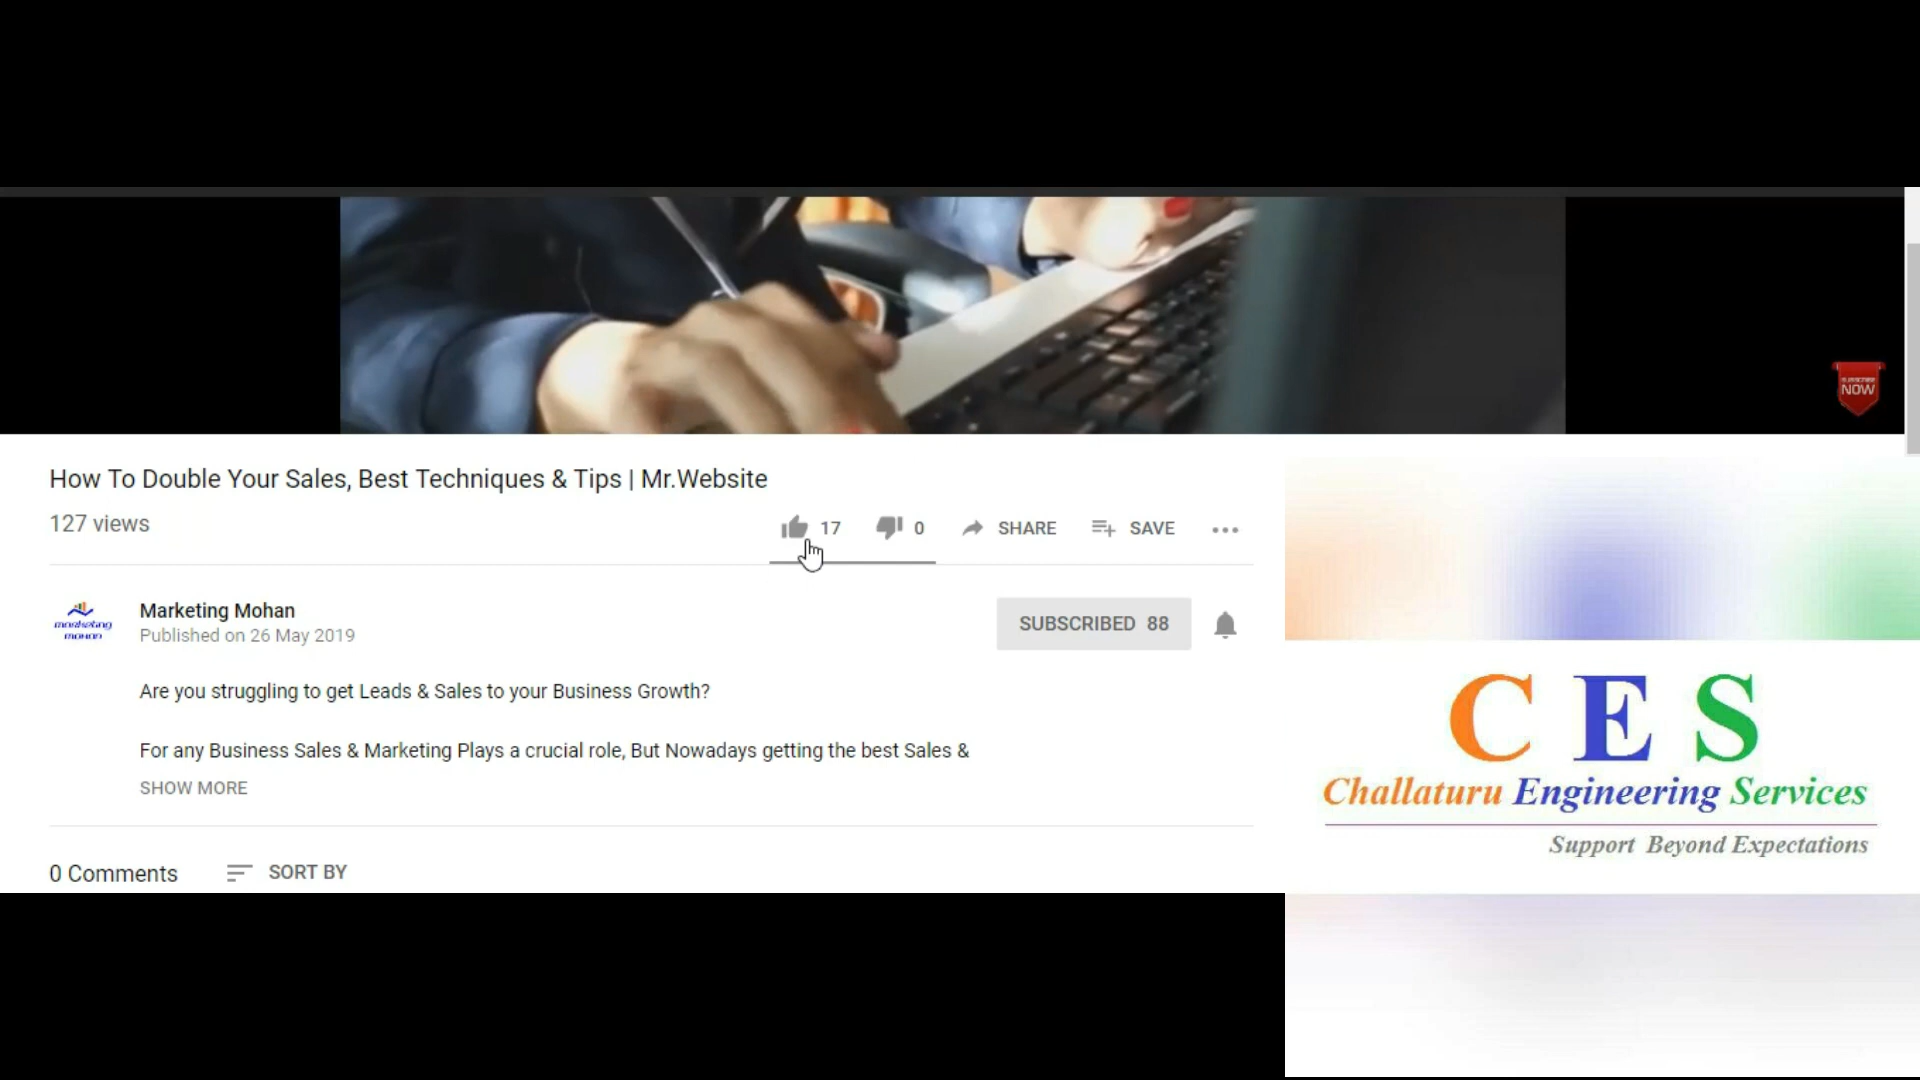 SUBSCRIBE
NOW
How To Double Your Sales, Best Techniques & Tips | Mr.Website
127 views
17
0
SHARE
SAVE
marketing
mohan
Marketing Mohan
Published on 26 May 2019
SUBSCRIBED 88
Are you struggling to get Leads & Sales to your Business Growth?
For any Business Sales & Marketing Plays a crucial role, But Nowadays getting the best Sales &
SHOW MORE
0 Comments
SORT BY
C E S
Challaturu Engineering Services
Support Beyond Expectations